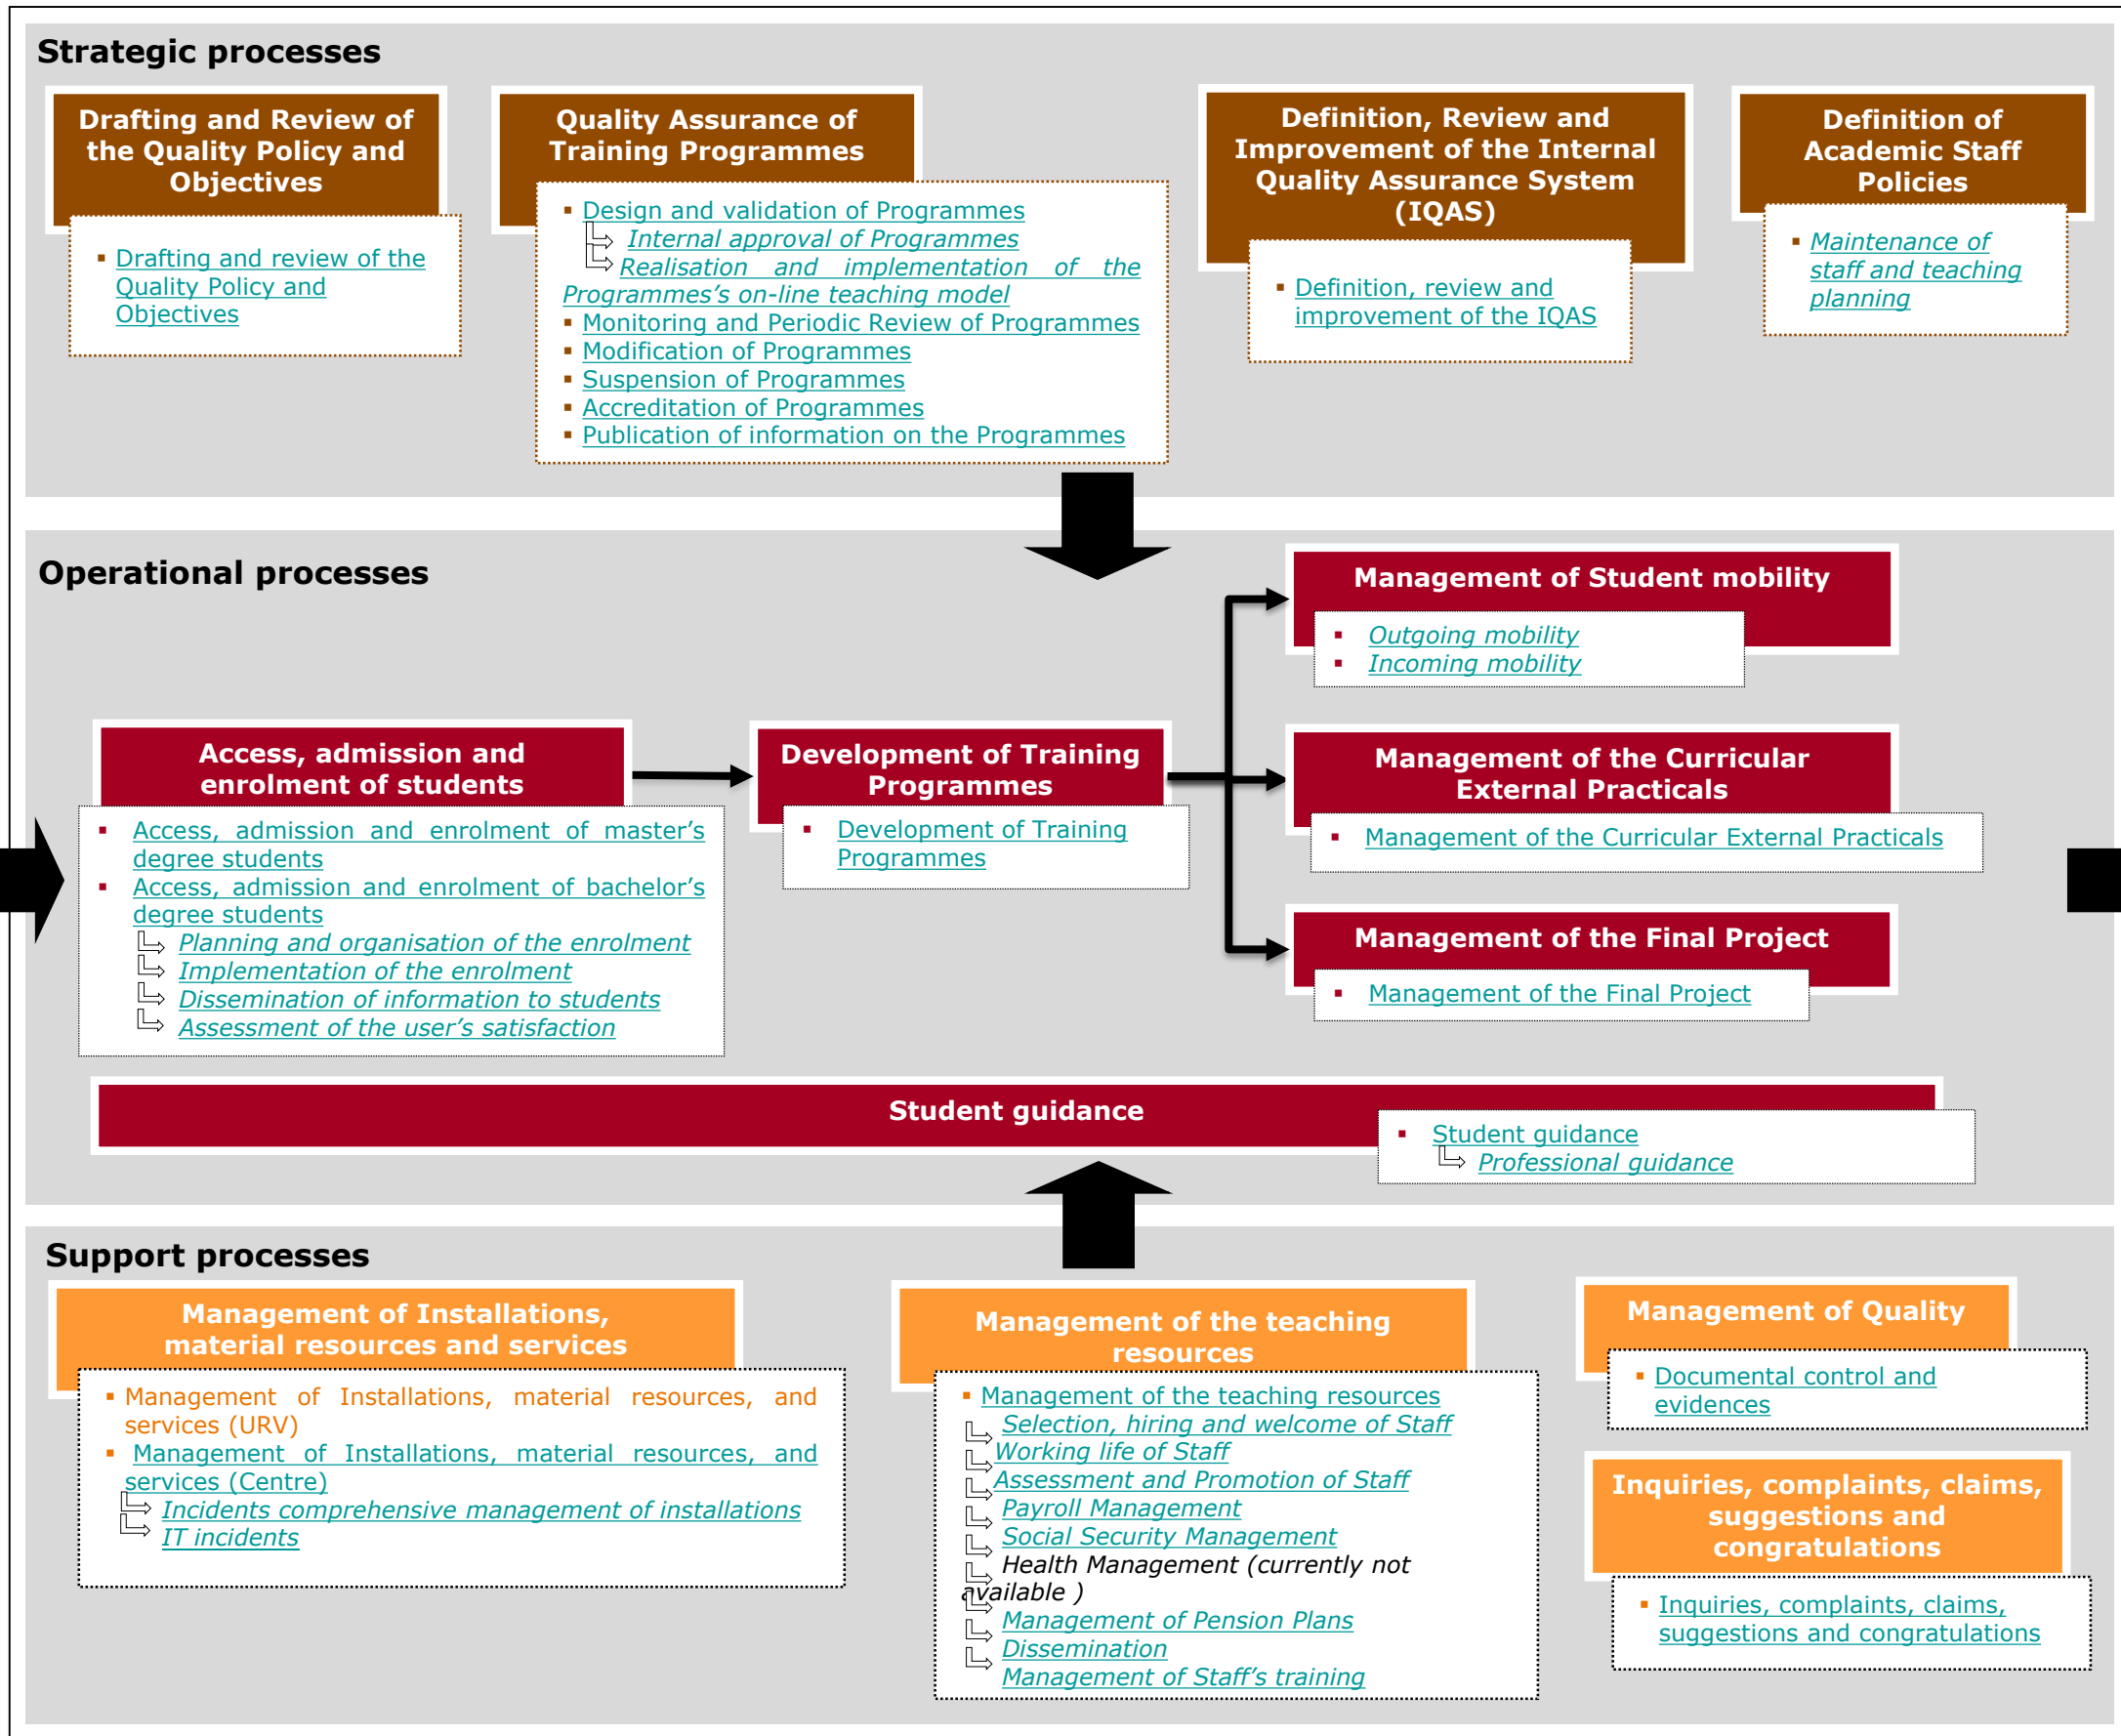 Strategic processes
Drafting and Review of
the Quality Policy and
Objectives
▪ Drafting and review of the
Quality Policy and
Objectives
Quality Assurance of
Training Programmes
▪ Design and validation of Programmes
Internal approval of Programmes
Realisation and implementation of the
Programmes's on-line teaching model
▪ Monitoring and Periodic Review of Programmes
▪ Modification of Programmes
▪ Suspension of Programmes
▪ Accreditation of Programmes
▪ Publication of information on the Programmes
Definition, Review and
Improvement of the Internal
Quality Assurance System
(IQAS)
▪ Definition, review and
improvement of the IQAS
Definition of
Academic Staff
Policies
▪ Maintenance of
staff and teaching
planning
Operational processes
Access, admission and
enrolment of students
▪ Access, admission and enrolment of master's
degree students
▪ Access, admission and enrolment of bachelor's
degree students
Planning and organisation of the enrolment
Implementation of the enrolment
Dissemination of information to students
Assessment of the user's satisfaction
Development of Training
Programmes
▪ Development of Training
Programmes
Management of Student mobility
▪ Outgoing mobility
▪ Incoming mobility
Management of the Curricular
External Practicals
▪ Management of the Curricular External Practicals
Management of the Final Project
▪ Management of the Final Project
Student guidance
▪ Student guidance
Professional guidance
Support processes
Management of Installations,
material resources and services
▪ Management of Installations, material resources, and
services (URV)
▪ Management of Installations, material resources, and
services (Centre)
Incidents comprehensive management of installations
IT incidents
Management of the teaching
resources
▪ Management of the teaching resources
Selection, hiring and welcome of Staff
Working life of Staff
Assessment and Promotion of Staff
Payroll Management
Social Security Management
Health Management (currently not
available )
Management of Pension Plans
Dissemination
Management of Staff's training
Management of Quality
▪ Documental control and
evidences
Inquiries, complaints, claims,
suggestions and
congratulations
▪ Inquiries, complaints, claims,
suggestions and congratulations